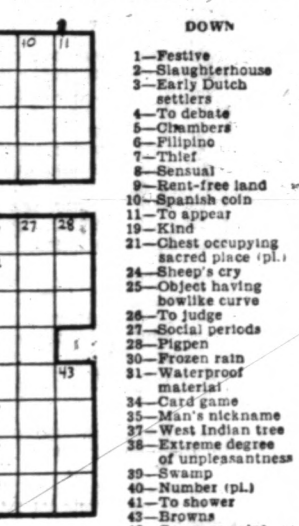 10 11
27 28
43
DOWN
1—Festive
2—Slaughterhouse
3—Early Dutch
settlers
4—To debate
5—Chambers
6—Filipino
7—Thief
8—Sensual
9—Rent-free land
10—Spanish coin
11—To appear
19—Kind
21—Chest occupying
sacred place (pl.)
24—Sheep's cry
25—Object having
bowlike curve
26—To judge
27—Social periods
28—Pigpen
30—Frozen rain
31—Waterproof
material
34—Card game
35—Man's nickname
37—West Indian tree
38—Extreme degree
of unpleasantness
39—Swamp
40—Number (pl.)
41—To shower
43—Browns